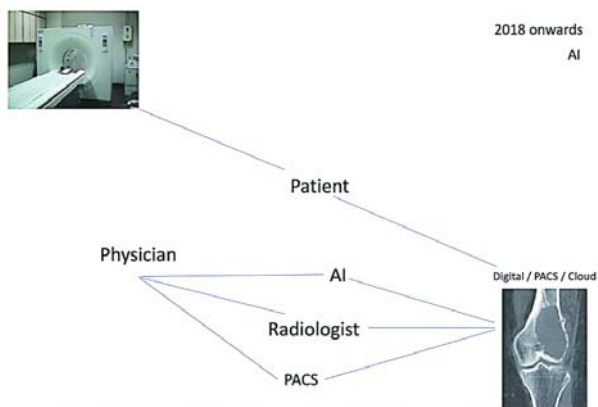 2018 onwards
AI
Patient
Physician
AI
Digital / PACS / Cloud
Radiologist
PACS